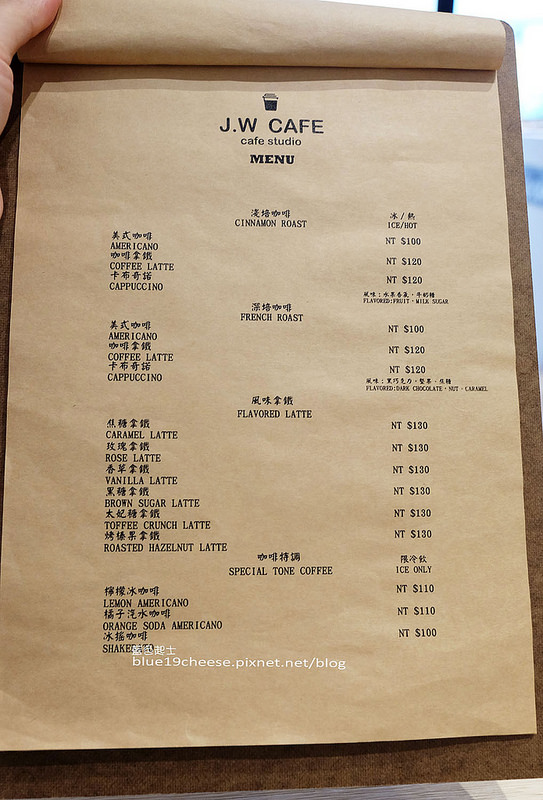 J.W CAFE
cafe studio
MENU
淺焙咖啡 冰/熱
CINNAMON ROAST ICE/HOT
美式咖啡 NT $100
AMERICANO
咖啡拿鐵 NT $120
COFFEE LATTE
卡布奇諾 NT $120
CAPPUCCINO
風味:水果香氣、牛奶糖
FLAVORED:FRUIT、MILK SUGAR
深焙咖啡
FRENCH ROAST
美式咖啡 NT $100
AMERICANO
咖啡拿鐵 NT $120
COFFEE LATTE
卡布奇諾 NT $120
CAPPUCCINO
風味:黑巧克力、堅果、焦糖
FLAVORED:DARK CHOCOLATE、NUT、CARAMEL
風味拿鐵
FLAVORED LATTE
焦糖拿鐵 NT $130
CARAMEL LATTE
玫瑰拿鐵 NT $130
ROSE LATTE
香草拿鐵 NT $130
VANILLA LATTE
黑糖拿鐵 NT $130
BROWN SUGAR LATTE
太妃糖拿鐵 NT $130
TOFFEE CRUNCH LATTE
烤榛果拿鐵 NT $130
ROASTED HAZELNUT LATTE
咖啡特調 限冷飲
SPECIAL TONE COFFEE ICE ONLY
檸檬冰咖啡 NT $110
LEMON AMERICANO
橘子汽水咖啡 NT $110
ORANGE SODA AMERICANO
冰搖咖啡 NT $100
blue19cheese.pixnet.net/blog